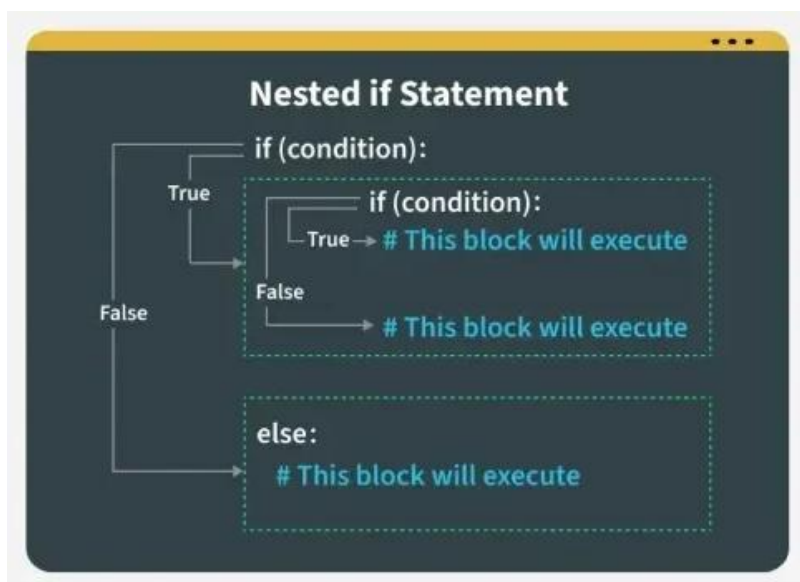 Nested if Statement
if (condition):
True
if (condition):
True
# This block will execute
False
False
# This block will execute
else:
# This block will execute